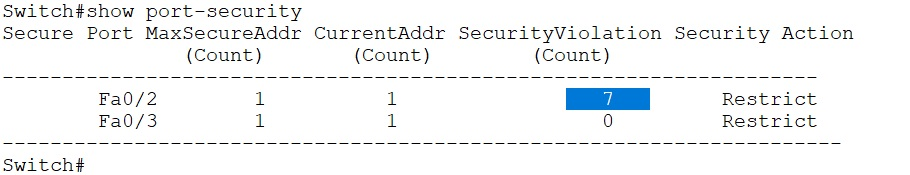 Switch#show port-security
Secure Port MaxSecureAddr CurrentAddr SecurityViolation Security Action
(Count) (Count) (Count)
--------------------------------------------------------------------
Fa0/2 1 1 7 Restrict
Fa0/3 1 1 0 Restrict
----------------------------------------------------------------------
Switch#